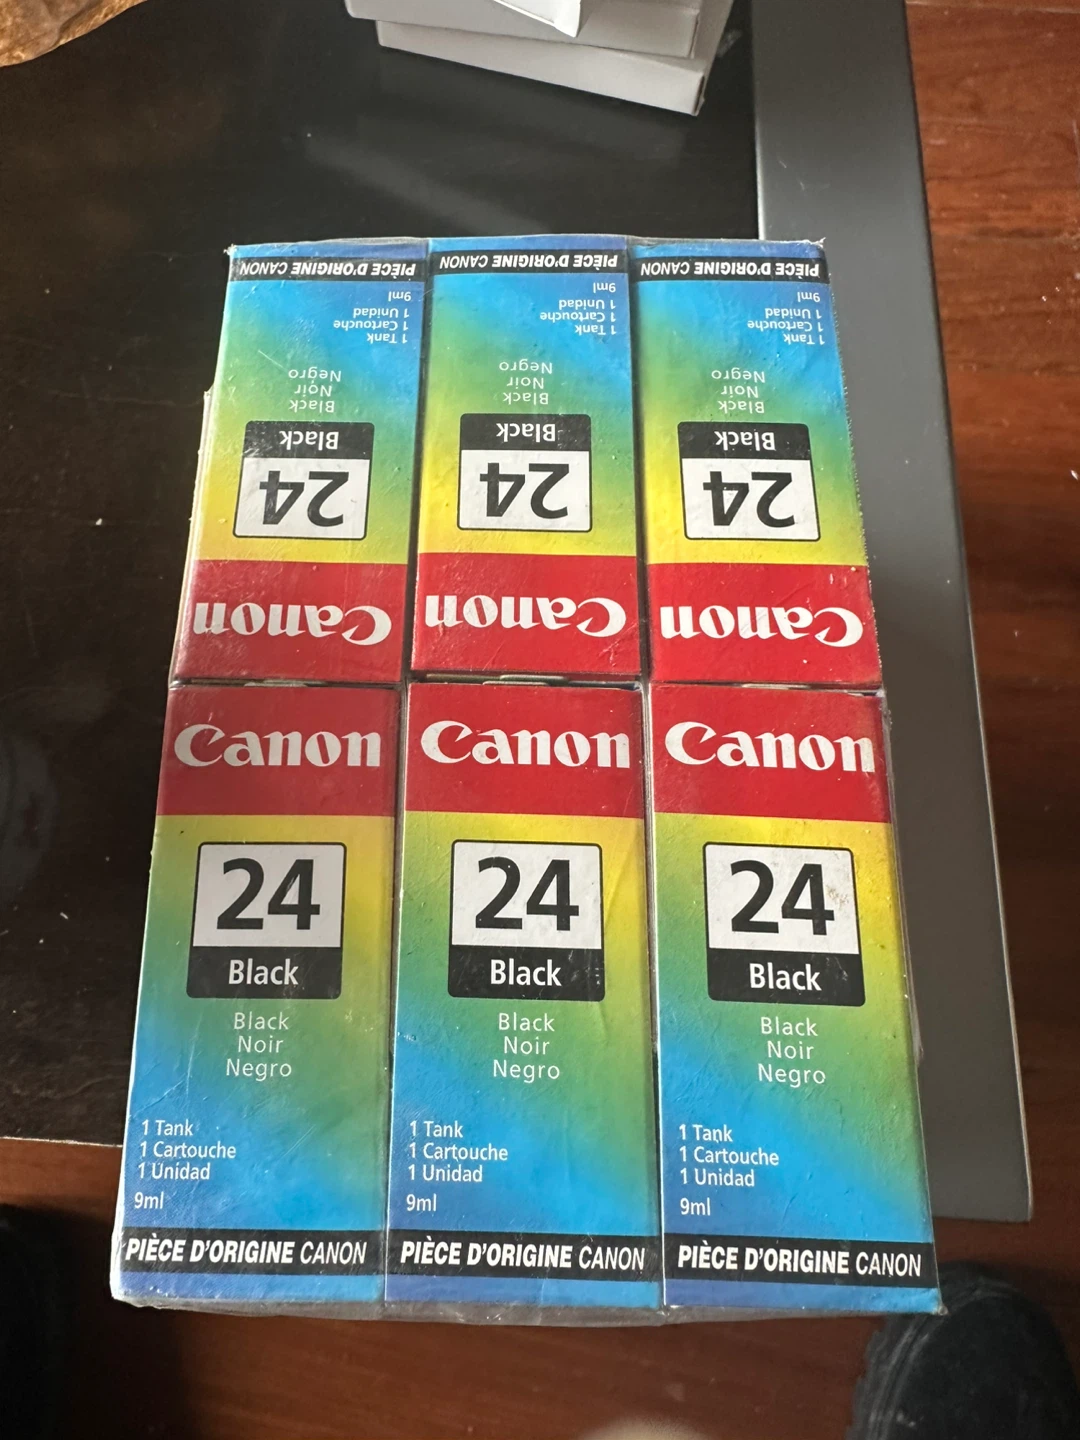 PIÈCE D'ORIGINE CANON
9ml
1 Unidad
1 Cartouche
1 Tank
Negro
Noir
Black
Black
24
Canon
PIÈCE D'ORIGINE CANON
9ml
1 Unidad
1 Cartouche
1 Tank
Negro
Noir
Black
Black
24
Canon
PIÈCE D'ORIGINE CANON
9ml
1 Unidad
1 Cartouche
1 Tank
Negro
Noir
Black
Black
24
Canon
Canon
24
Black
Black
Noir
Negro
1 Tank
1 Cartouche
1 Unidad
9ml
PIÈCE D'ORIGINE CANON
Canon
24
Black
Black
Noir
Negro
1 Tank
1 Cartouche
1 Unidad
9ml
PIÈCE D'ORIGINE CANON
Canon
24
Black
Black
Noir
Negro
1 Tank
1 Cartouche
1 Unidad
9ml
PIÈCE D'ORIGINE CANON